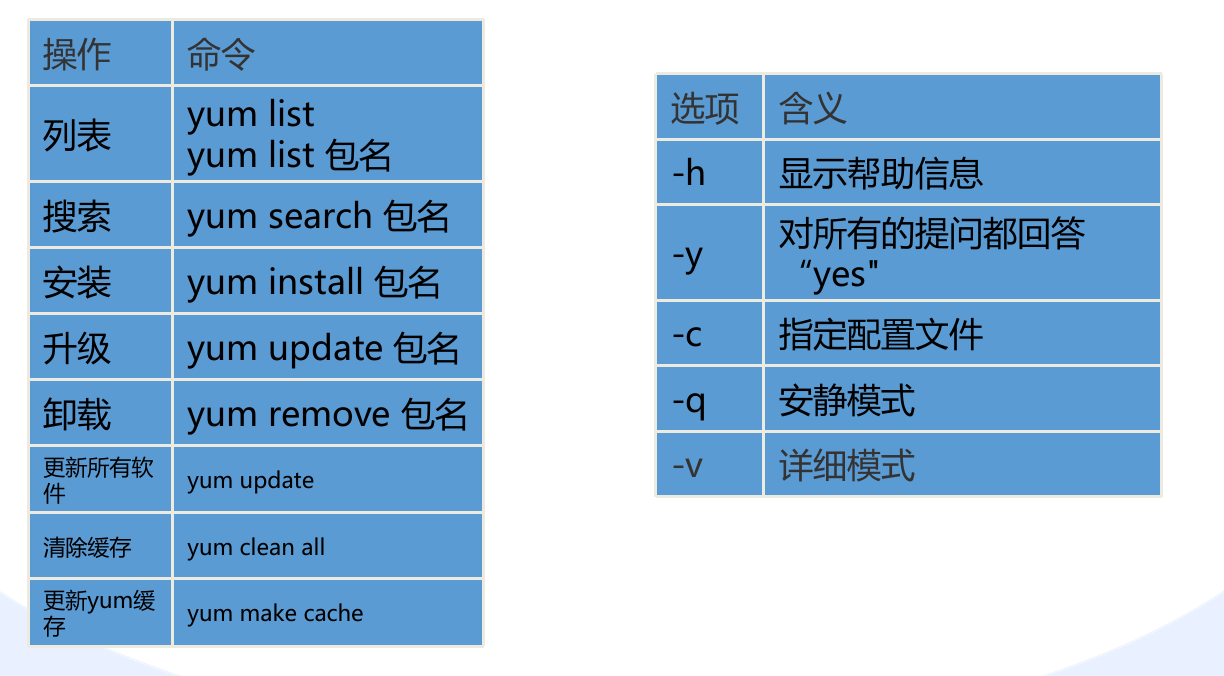 操作 命令
列表 yum list
yum list 包名
搜索 yum search 包名
安装 yum install 包名
升级 yum update 包名
卸载 yum remove 包名
更新所有软
件 yum update
清除缓存 yum clean all
更新yum缓
存 yum make cache
选项 含义
-h 显示帮助信息
-y 对所有的提问都回答
“yes"
-c 指定配置文件
-q 安静模式
-v 详细模式